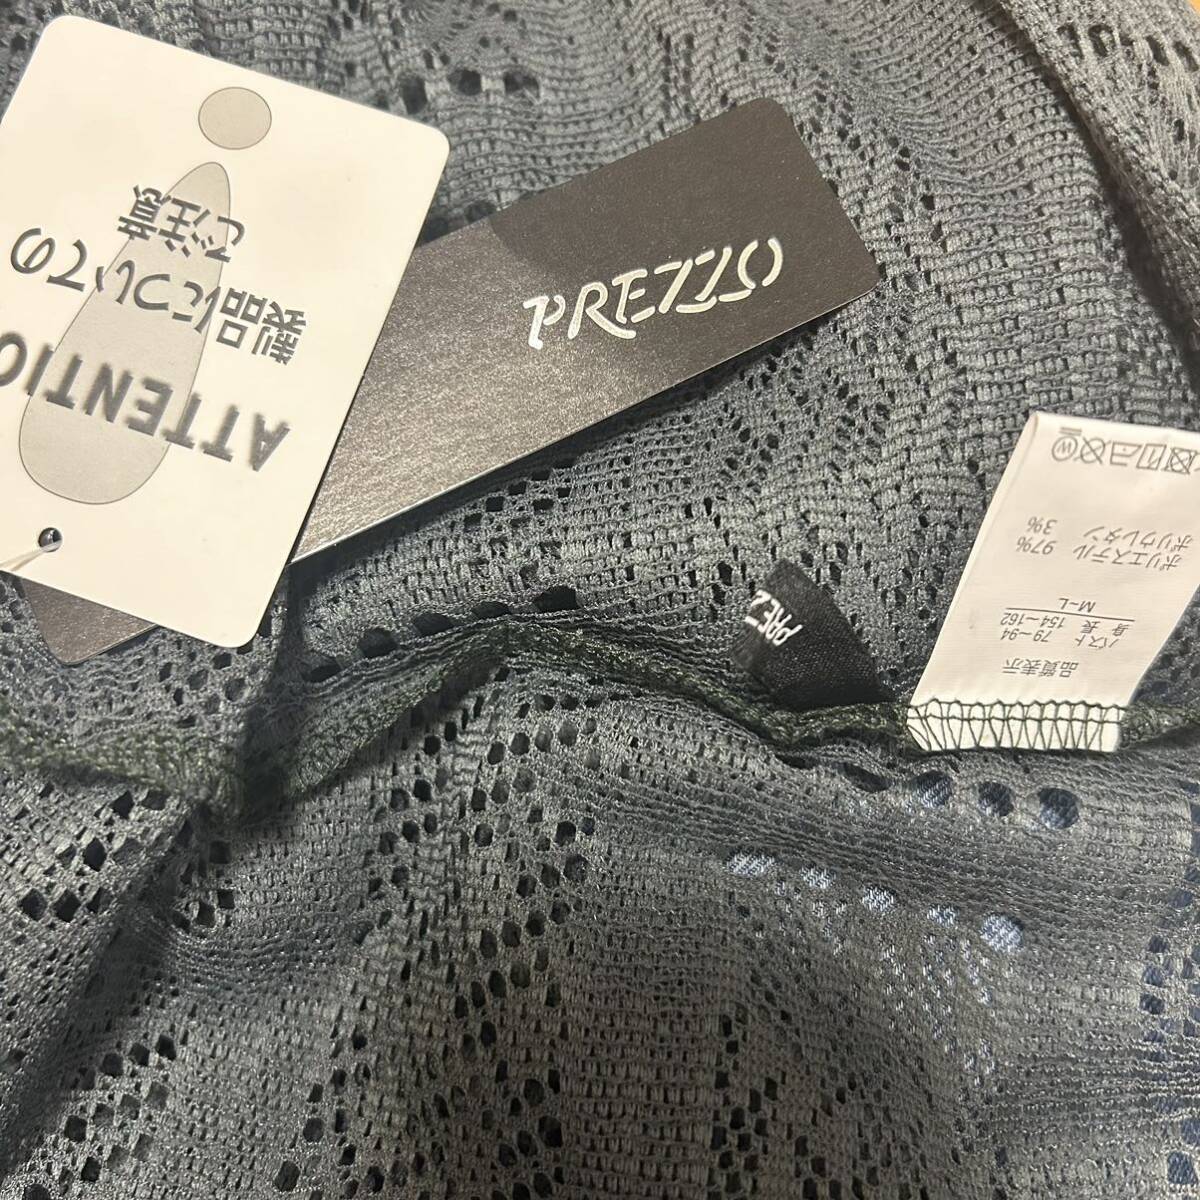 ATTENTIO
製品についての
ご注意
PREZZO
PREZ
品質表示
バスト 79~94
身長 154~162
M~L
ポリエステル 97%
ポリウレタン 3%
W